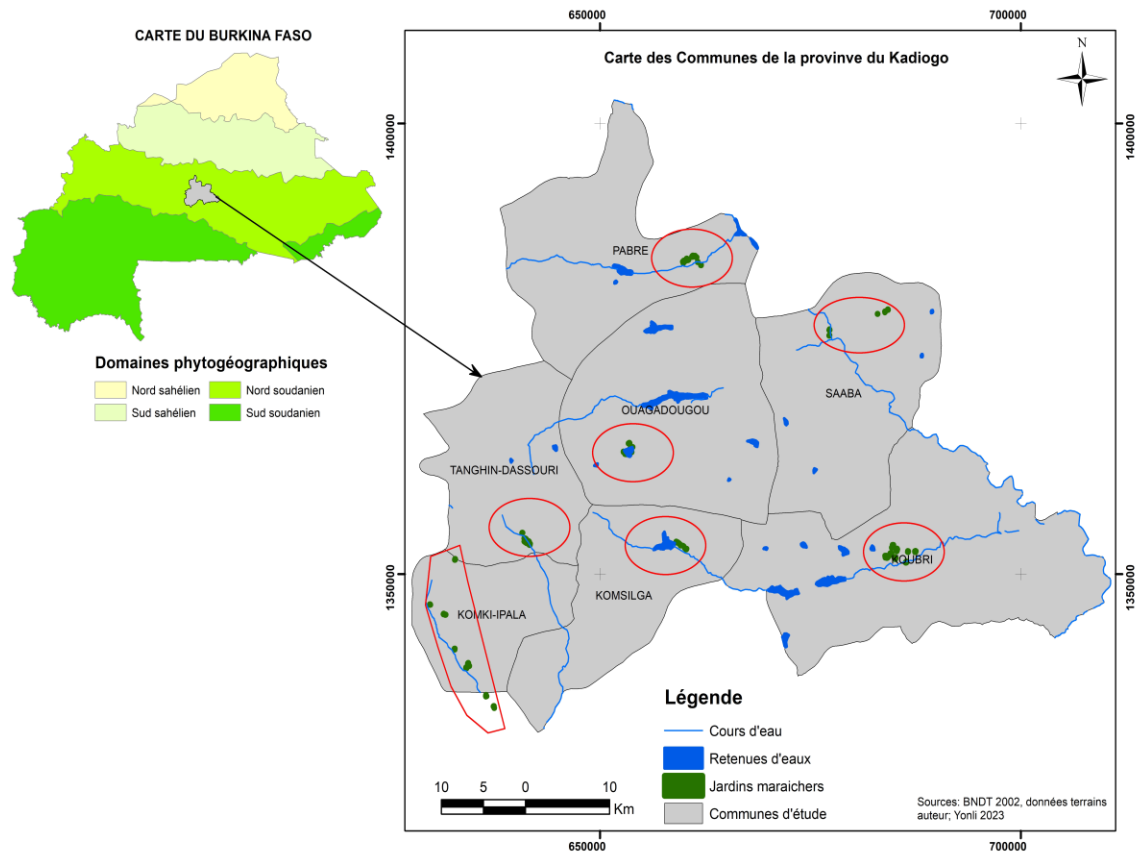 CARTE DU BURKINA FASO
Domaines phytogéographiques
Nord sahélien
Nord soudanien
Sud sahélien
Sud soudanien
650000
700000
Carte des Communes de la provinve du Kadiogo
N
1400000
1400000
PABRE
SAABA
OUAGADOUGOU
TANGHIN-DASSOURI
KOUBRI
1350000
1350000
KOMSILGA
KOMKI-IPALA
Légende
Cours d'eau
Retenues d'eaux
Jardins maraichers
Communes d'étude
10 5 0 10
Km
Sources: BNDT 2002, données terrains
auteur; Yonli 2023
650000
700000